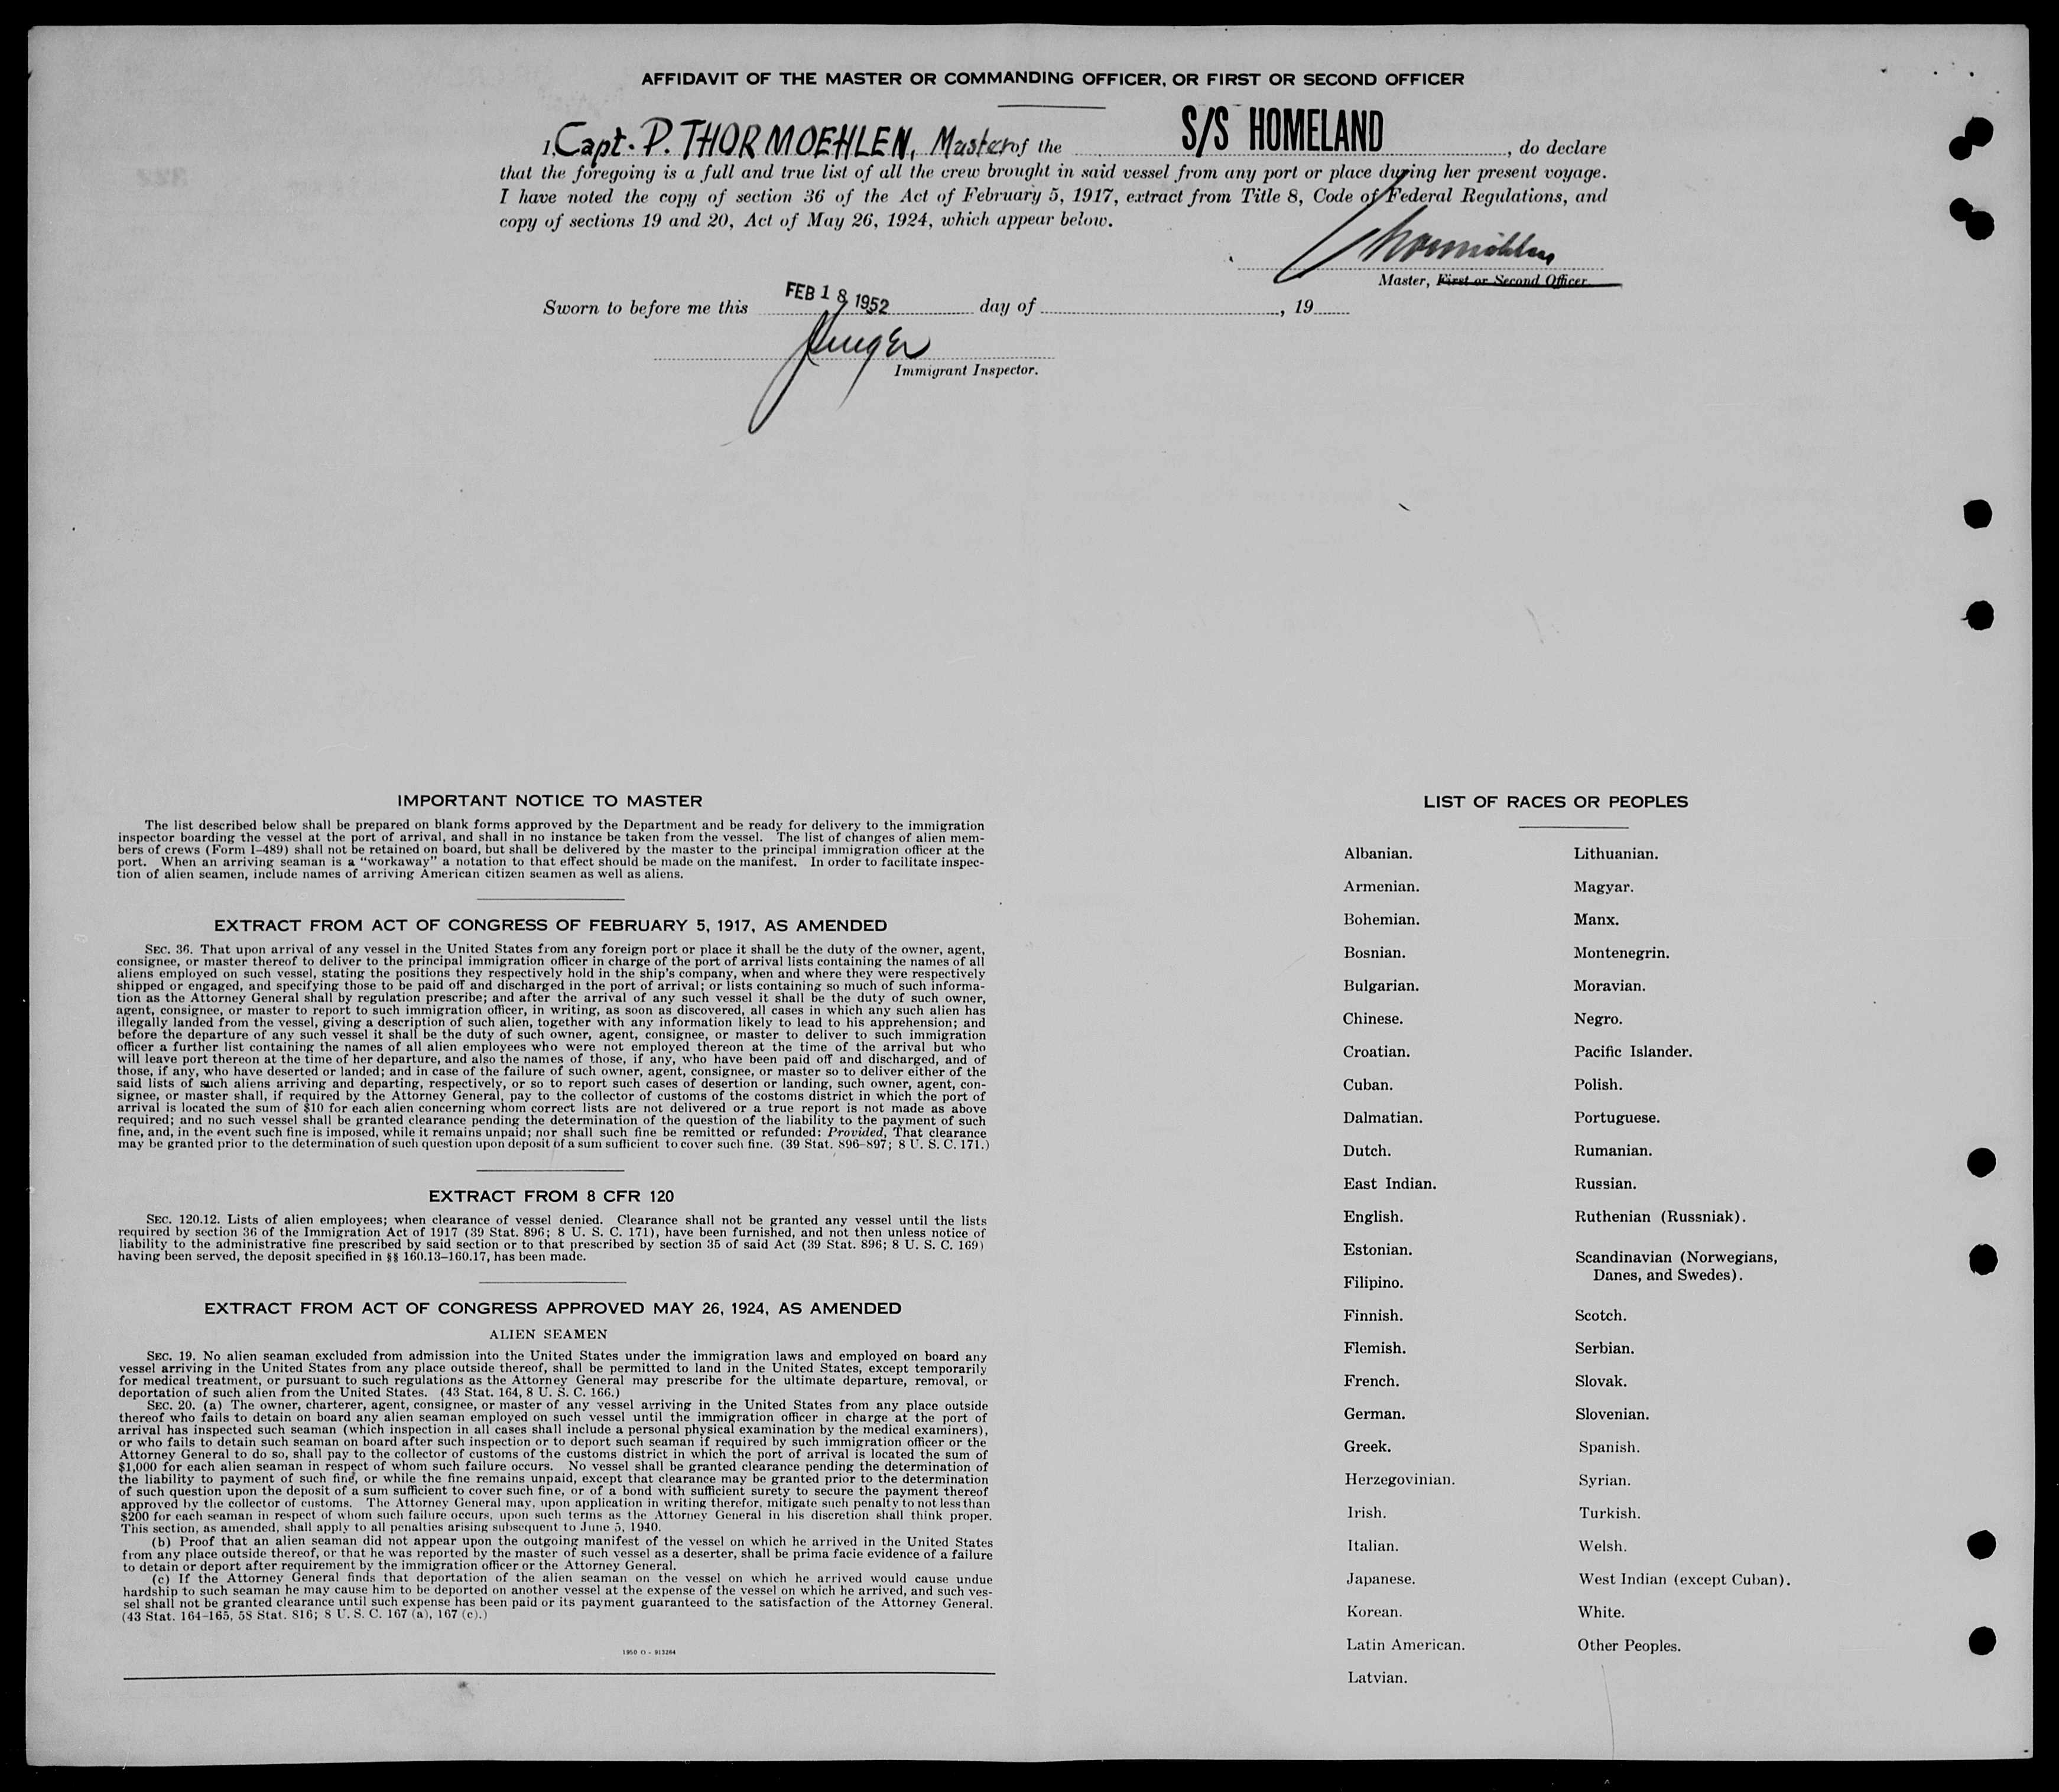 AFFIDAVIT OF THE MASTER OR COMMANDING OFFICER, OR FIRST OR SECOND OFFICER
I, Capt. P. THORMOEHLEN, Master of the S/S HOMELAND, do declare
that the foregoing is a full and true list of all the crew brought in said vessel from any port or place during her present voyage.
I have noted the copy of section 36 of the Act of February 5, 1917, extract from Title 8, Code of Federal Regulations, and
copy of sections 19 and 20, Act of May 26, 1924, which appear below.
Thormöhlen
Master, First or Second Officer.
Sworn to before me this FEB 18 1952 day of , 19
Immigrant Inspector.
IMPORTANT NOTICE TO MASTER
The list described below shall be prepared on blank forms approved by the Department and be ready for delivery to the immigration
inspector boarding the vessel at the port of arrival, and shall in no instance be taken from the vessel. The list of changes of alien mem-
bers of crews (Form I-489) shall not be retained on board, but shall be delivered by the master to the principal immigration officer at the
port. When an arriving seaman is a "workaway" a notation to that effect should be made on the manifest. In order to facilitate inspec-
tion of alien seamen, include names of arriving American citizen seamen as well as aliens.
EXTRACT FROM ACT OF CONGRESS OF FEBRUARY 5, 1917, AS AMENDED
SEC. 36. That upon arrival of any vessel in the United States from any foreign port or place it shall be the duty of the owner, agent,
consignee, or master thereof to deliver to the principal immigration officer in charge of the port of arrival lists containing the names of all
aliens employed on such vessel, stating the positions they respectively hold in the ship's company, when and where they were respectively
shipped or engaged, and specifying those to be paid off and discharged in the port of arrival; or lists containing so much of such informa-
tion as the Attorney General shall by regulation prescribe; and after the arrival of any such vessel it shall be the duty of such owner,
agent, consignee, or master to report to such immigration officer, in writing, as soon as discovered, all cases in which any such alien has
illegally landed from the vessel, giving a description of such alien, together with any information likely to lead to his apprehension; and
before the departure of any such vessel it shall be the duty of such owner, agent, consignee, or master to deliver to such immigration
officer a further list containing the names of all alien employees who were not employed thereon at the time of the arrival but who
will leave port thereon at the time of her departure, and also the names of those, if any, who have been paid off and discharged, and of
those, if any, who have deserted or landed; and in case of the failure of such owner, agent, consignee, or master so to deliver either of the
said lists of such aliens arriving and departing, respectively, or so to report such cases of desertion or landing, such owner, agent, con-
signee, or master shall, if required by the Attorney General, pay to the collector of customs of the costoms district in which the port of
arrival is located the sum of $10 for each alien concerning whom correct lists are not delivered or a true report is not made as above
required; and no such vessel shall be granted clearance pending the determination of the question of the liability to the payment of such
fine, and, in the event such fine is imposed, while it remains unpaid; nor shall such fine be remitted or refunded: Provided, That clearance
may be granted prior to the determination of such question upon deposit of a sum sufficient to cover such fine. (39 Stat. 896-897; 8 U. S. C. 171.)
EXTRACT FROM 8 CFR 120
SEC. 120.12. Lists of alien employees; when clearance of vessel denied. Clearance shall not be granted any vessel until the lists
required by section 36 of the Immigration Act of 1917 (39 Stat. 896; 8 U. S. C. 171), have been furnished, and not then unless notice of
liability to the administrative fine prescribed by said section or to that prescribed by section 35 of said Act (39 Stat. 896; 8 U. S. C. 169)
having been served, the deposit specified in §§ 160.13-160.17, has been made.
EXTRACT FROM ACT OF CONGRESS APPROVED MAY 26, 1924, AS AMENDED
ALIEN SEAMEN
SEC. 19. No alien seaman excluded from admission into the United States under the immigration laws and employed on board any
vessel arriving in the United States from any place outside thereof, shall be permitted to land in the United States, except temporarily
for medical treatment, or pursuant to such regulations as the Attorney General may prescribe for the ultimate departure, removal, or
deportation of such alien from the United States. (43 Stat. 164, 8 U. S. C. 166.)
SEC. 20. (a) The owner, charterer, agent, consignee, or master of any vessel arriving in the United States from any place outside
thereof who fails to detain on board any alien seaman employed on such vessel until the immigration officer in charge at the port of
arrival has inspected such seaman (which inspection in all cases shall include a personal physical examination by the medical examiners),
or who fails to detain such seaman on board after such inspection or to deport such seaman if required by such immigration officer or the
Attorney General to do so, shall pay to the collector of customs of the customs district in which the port of arrival is located the sum of
$1,000 for each alien seaman in respect of whom such failure occurs. No vessel shall be granted clearance pending the determination of
the liability to payment of such fine, or while the fine remains unpaid, except that clearance may be granted prior to the determination
of such question upon the deposit of a sum sufficient to cover such fine, or of a bond with sufficient surety to secure the payment thereof
approved by the collector of customs. The Attorney General may, upon application in writing therefor, mitigate such penalty to not less than
$200 for each seaman in respect of whom such failure occurs, upon such terms as the Attorney General in his discretion shall think proper.
This section, as amended, shall apply to all penalties arising subsequent to June 5, 1940.
(b) Proof that an alien seaman did not appear upon the outgoing manifest of the vessel on which he arrived in the United States
from any place outside thereof, or that he was reported by the master of such vessel as a deserter, shall be prima facie evidence of a failure
to detain or deport after requirement by the immigration officer or the Attorney General.
(c) If the Attorney General finds that deportation of the alien seaman on the vessel on which he arrived would cause undue
hardship to such seaman he may cause him to be deported on another vessel at the expense of the vessel on which he arrived, and such ves-
sel shall not be granted clearance until such expense has been paid or its payment guaranteed to the satisfaction of the Attorney General.
(43 Stat. 164-165, 58 Stat. 816; 8 U. S. C. 167 (a), 167 (c).)
1950 O - 913264
LIST OF RACES OR PEOPLES
Albanian.
Armenian.
Bohemian.
Bosnian.
Bulgarian.
Chinese.
Croatian.
Cuban.
Dalmatian.
Dutch.
East Indian.
English.
Estonian.
Filipino.
Finnish.
Flemish.
French.
German.
Greek.
Herzegovinian.
Irish.
Italian.
Japanese.
Korean.
Latin American.
Latvian.
Lithuanian.
Magyar.
Manx.
Montenegrin.
Moravian.
Negro.
Pacific Islander.
Polish.
Portuguese.
Rumanian.
Russian.
Ruthenian (Russniak).
Scandinavian (Norwegians,
Danes, and Swedes).
Scotch.
Serbian.
Slovak.
Slovenian.
Spanish.
Syrian.
Turkish.
Welsh.
West Indian (except Cuban).
White.
Other Peoples.